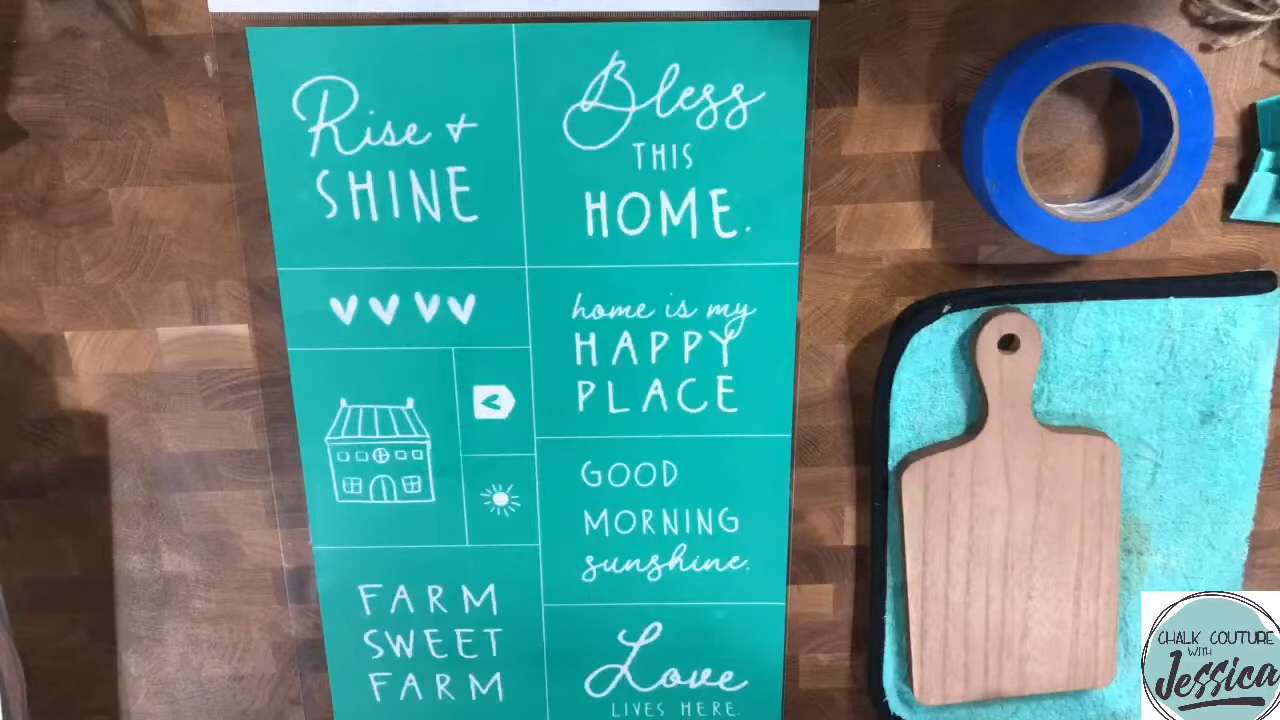 Rise +
SHINE
Bless
THIS
HOME.
home is my
HAPPY
PLACE
GOOD
MORNING
sunshine.
FARM
SWEET
FARM
Love
LIVES HERE.
CHALK COUTURE
WITH
Jessica